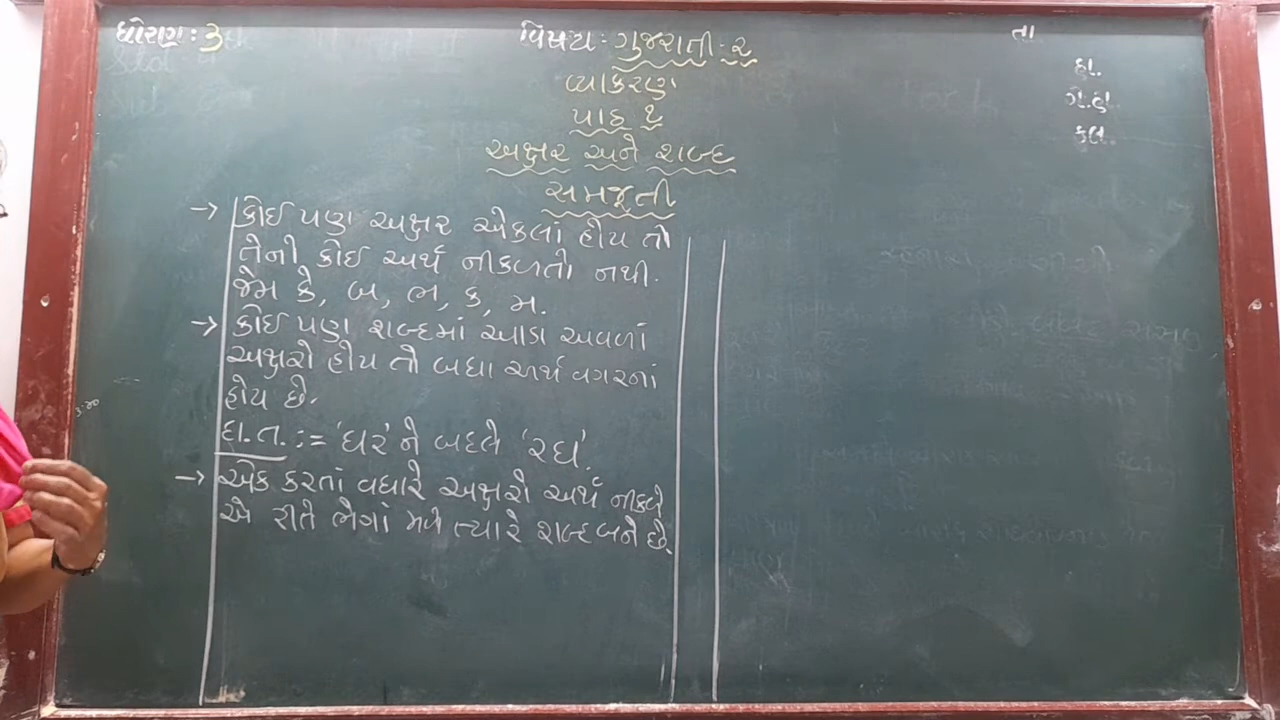 ધોરણ: ૩
વિષય: ગુજરાતી-૨
તા
વ્યાકરણ
હા.
પાઠ ૧
ગે.હા.
કુલ.
અક્ષર અને શબ્દ
સમજૂતી
→ કોઈ પણ અક્ષર એકલાં હોય તો
તેનો કોઈ અર્થ નીકળતો નથી.
જેમ કે, બ, ભ, ક, મ.
→ કોઈ પણ શબ્દમાં આડા અવળાં
અક્ષરો હોય તો બધા અર્થ વગરનાં
હોય છે.
દા.ત. := 'ઘર' ને બદલે 'રઘ'.
→ એક કરતાં વધારે અક્ષરો અર્થ નીકળે
એ રીતે ભેગાં મળે ત્યારે શબ્દ બને છે.